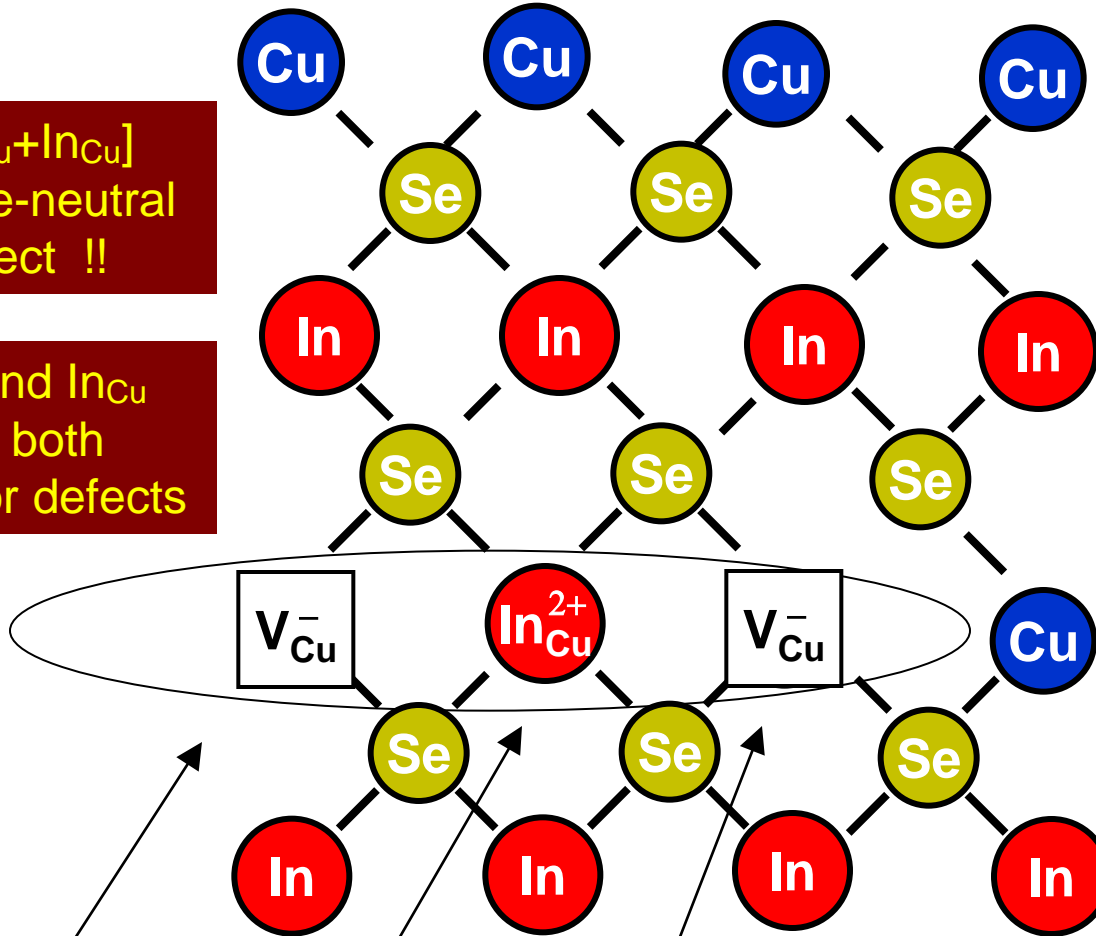 Cu Cu Cu Cu
u+InCu]
Se Se Se
e-neutral
ect !!
In In In In
nd InCu
both
or defects
Se Se Se
V⁻Cu In²⁺Cu V⁻Cu Cu
Se Se Se
In In In In